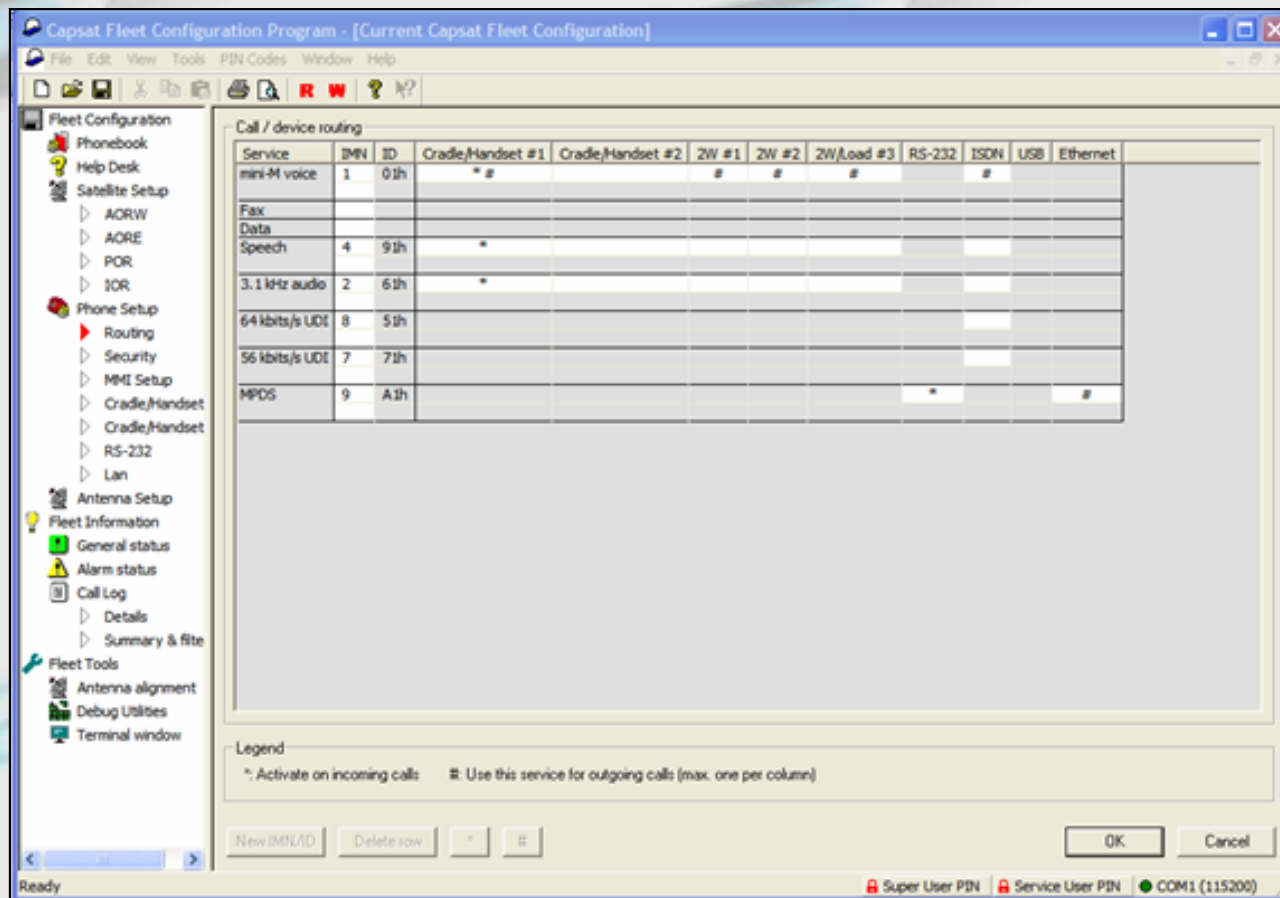 Capsat Fleet Configuration Program - [Current Capsat Fleet Configuration]
File Edit View Tools PIN Codes Window Help
R W
Fleet Configuration
Phonebook
Help Desk
Satellite Setup
AORW
AORE
POR
IOR
Phone Setup
Routing
Security
MMI Setup
Cradle/Handset
Cradle/Handset
RS-232
Lan
Antenna Setup
Fleet Information
General status
Alarm status
Call Log
Details
Summary & filte
Fleet Tools
Antenna alignment
Debug Utilities
Terminal window
Call / device routing
Service IMN ID Cradle/Handset #1 Cradle/Handset #2 2W #1 2W #2 2W/Load #3 RS-232 ISDN USB Ethernet
mini-M voice 1 01h * # # # # #
Fax
Data
Speech 4 91h *
3.1 kHz audio 2 61h *
64 kbits/s UDI 8 51h
56 kbits/s UDI 7 71h
MPDS 9 A1h * #
Legend
*: Activate on incoming calls #: Use this service for outgoing calls (max. one per column)
New IMN/ID Delete row * # OK Cancel
Ready Super User PIN Service User PIN COM1 (115200)